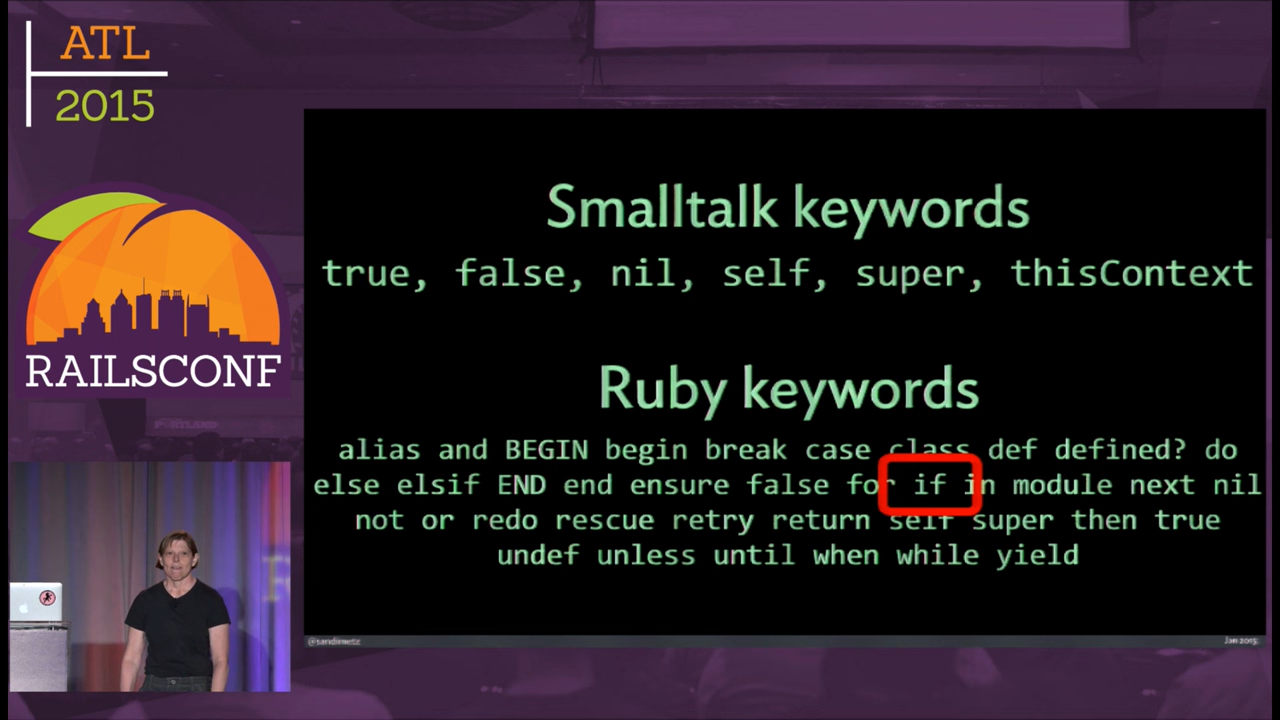 ATL
2015
RAILSCONF
Smalltalk keywords
true, false, nil, self, super, thisContext
Ruby keywords
alias and BEGIN begin break case class def defined? do
else elsif END end ensure false for if in module next nil
not or redo rescue retry return self super then true
undef unless until when while yield
@sandimetz
Jan 2015
PORTLAND